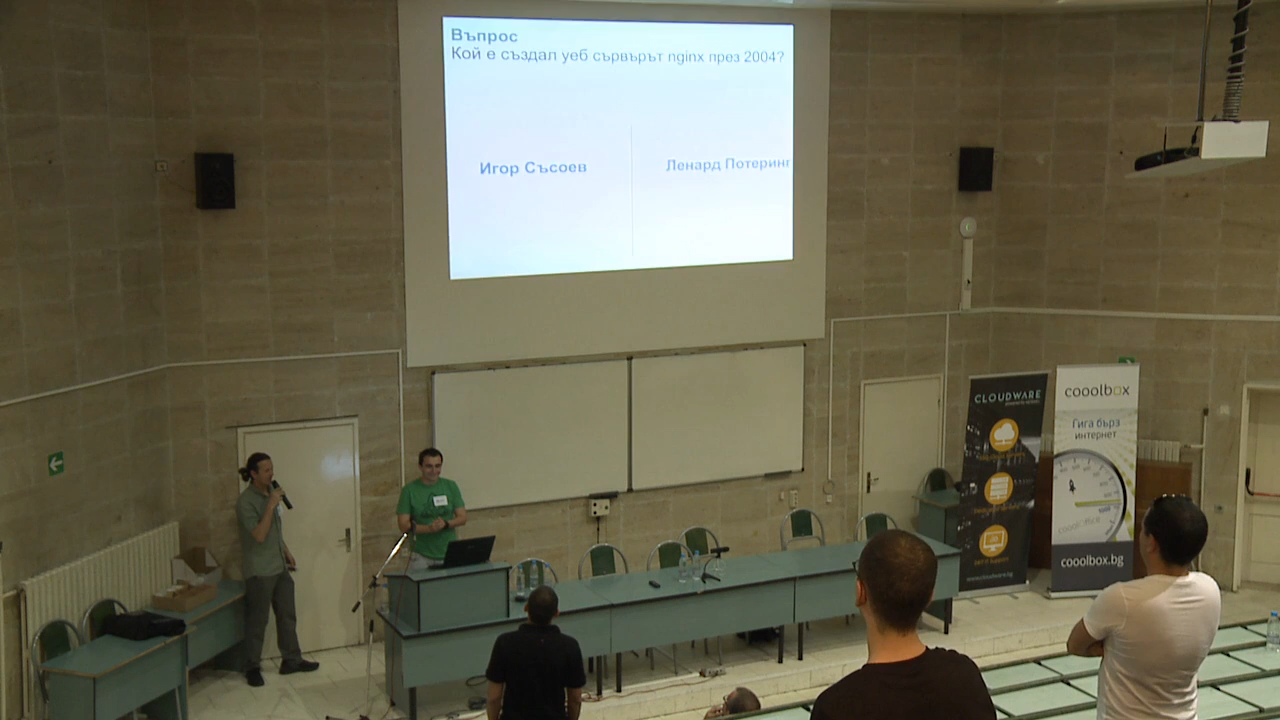 Въпрос
Кой е създал уеб сървърът nginx през 2004?
Игор Съсоев
Ленард Потеринг
CLOUDWARE
cooolbox
Гига бърз
интернет
cooolbox.bg